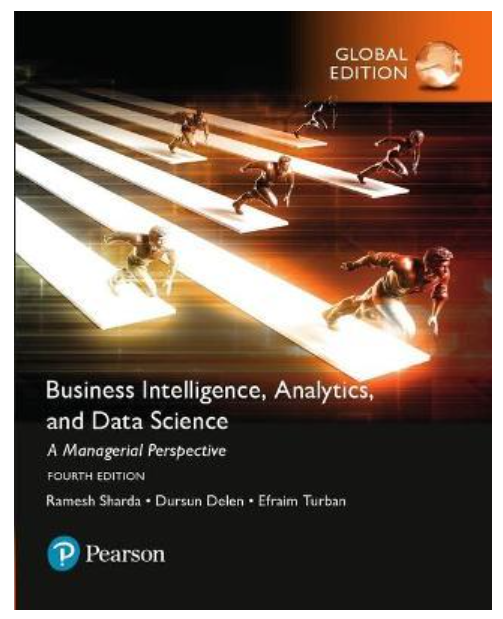 GLOBAL
EDITION
Business Intelligence, Analytics,
and Data Science
A Managerial Perspective
FOURTH EDITION
Ramesh Sharda • Dursun Delen • Efraim Turban
P Pearson